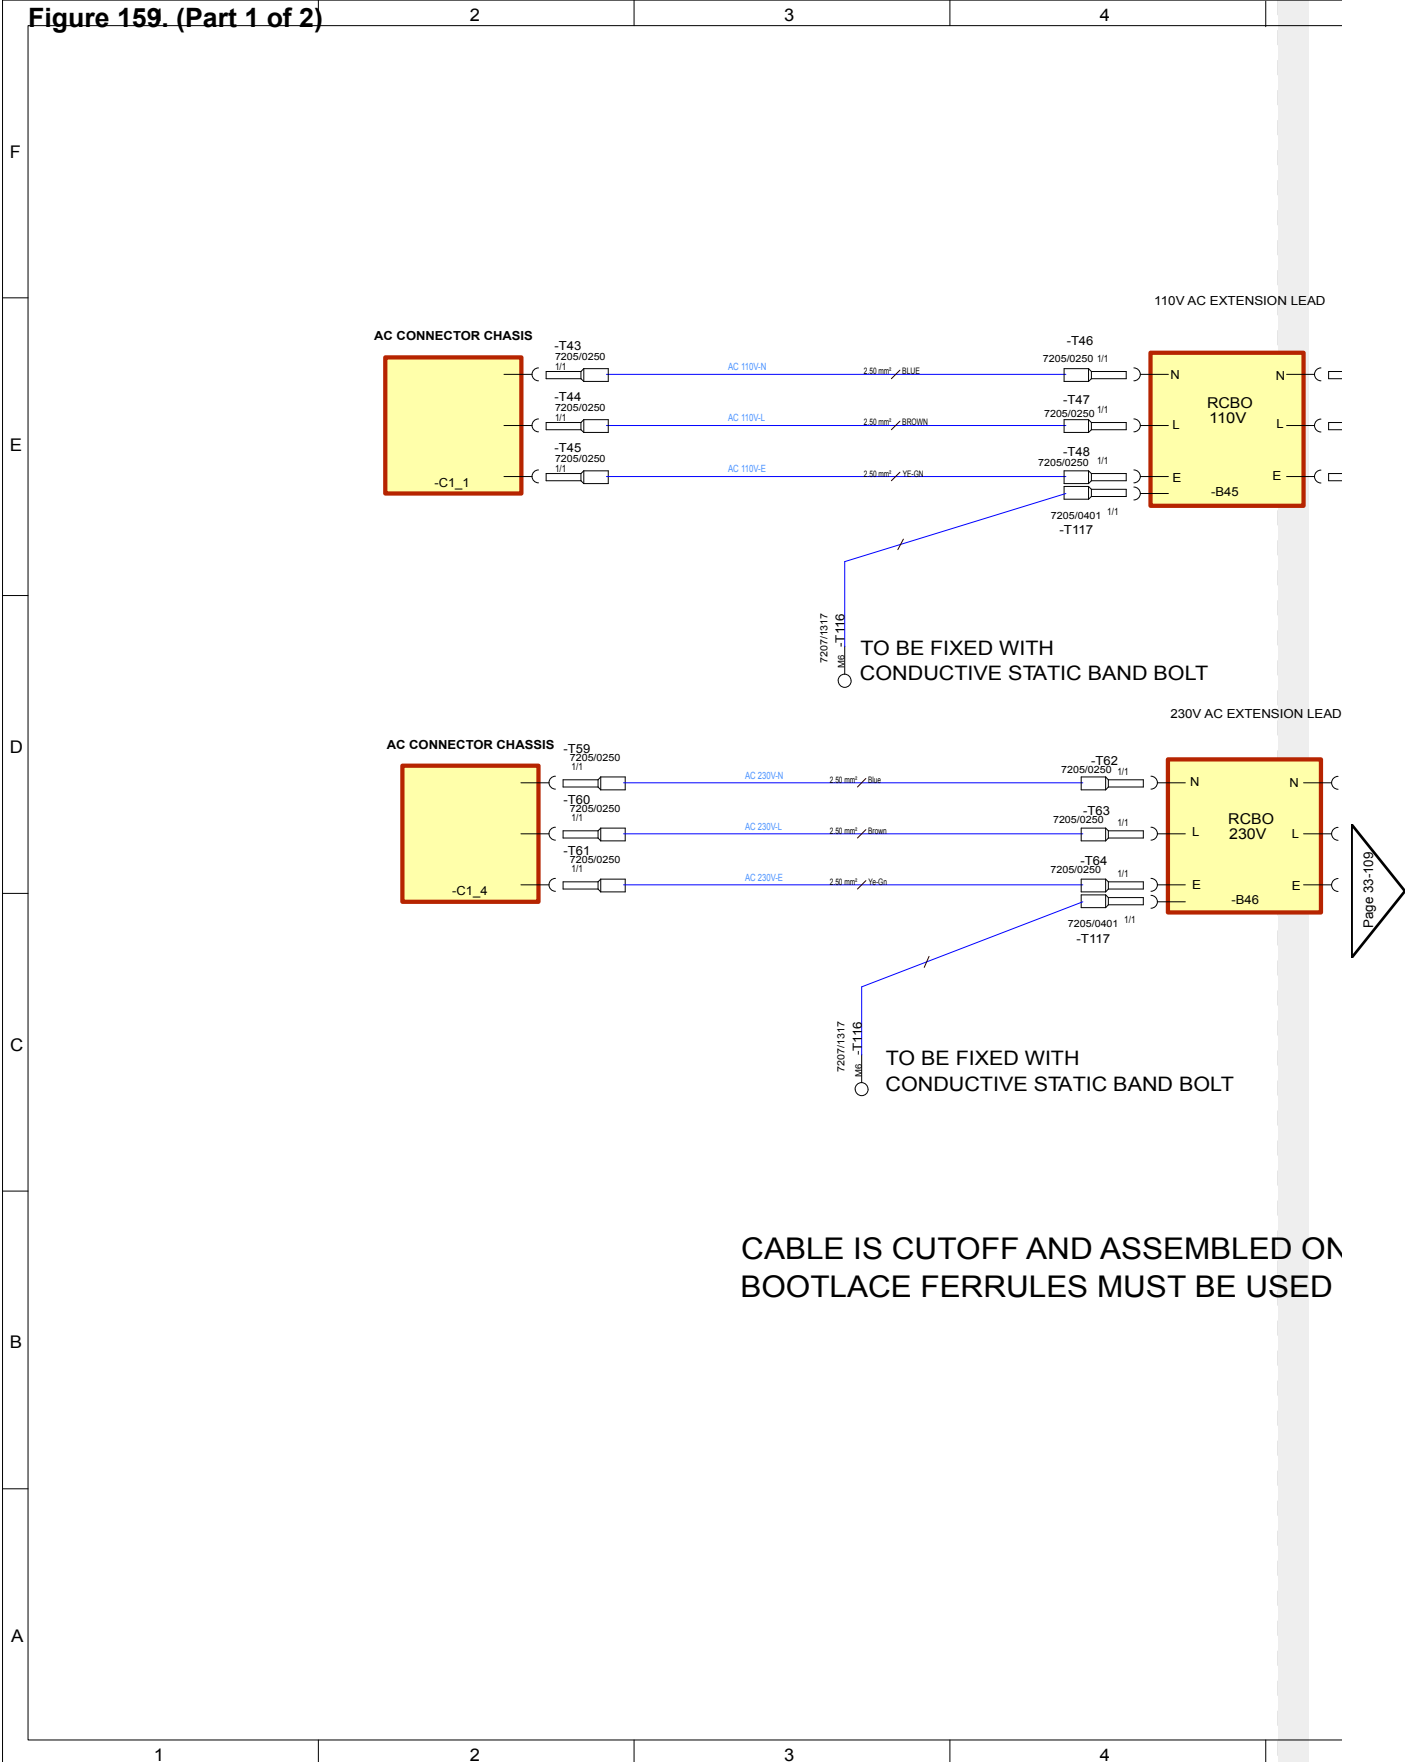 Figure 159. (Part 1 of 2)
2
3
4
F
E
D
C
B
A
110V AC EXTENSION LEAD
AC CONNECTOR CHASIS
-T43
7205/0250
1/1
AC 110V-N
2.50 mm² BLUE
-T46
7205/0250 1/1
N
N
-T44
7205/0250
1/1
AC 110V-L
2.50 mm² BROWN
-T47
7205/0250 1/1
L
RCBO
110V
L
-T45
7205/0250
1/1
AC 110V-E
2.50 mm² YE-GN
-T48
7205/0250 1/1
E
E
-C1_1
-B45
7205/0401 1/1
-T117
7207/1317
M6 -T116
TO BE FIXED WITH
CONDUCTIVE STATIC BAND BOLT
230V AC EXTENSION LEAD
AC CONNECTOR CHASSIS
-T59
7205/0250
1/1
AC 230V-N
2.50 mm² Blue
-T62
7205/0250 1/1
N
N
-T60
7205/0250
1/1
AC 230V-L
2.50 mm² Brown
-T63
7205/0250 1/1
L
RCBO
230V
L
-T61
7205/0250
1/1
AC 230V-E
2.50 mm² Ye-Gn
-T64
7205/0250 1/1
E
E
-C1_4
-B46
7205/0401 1/1
-T117
Page 33-109
7207/1317
M6 -T116
TO BE FIXED WITH
CONDUCTIVE STATIC BAND BOLT
CABLE IS CUTOFF AND ASSEMBLED ON
BOOTLACE FERRULES MUST BE USED
1
2
3
4